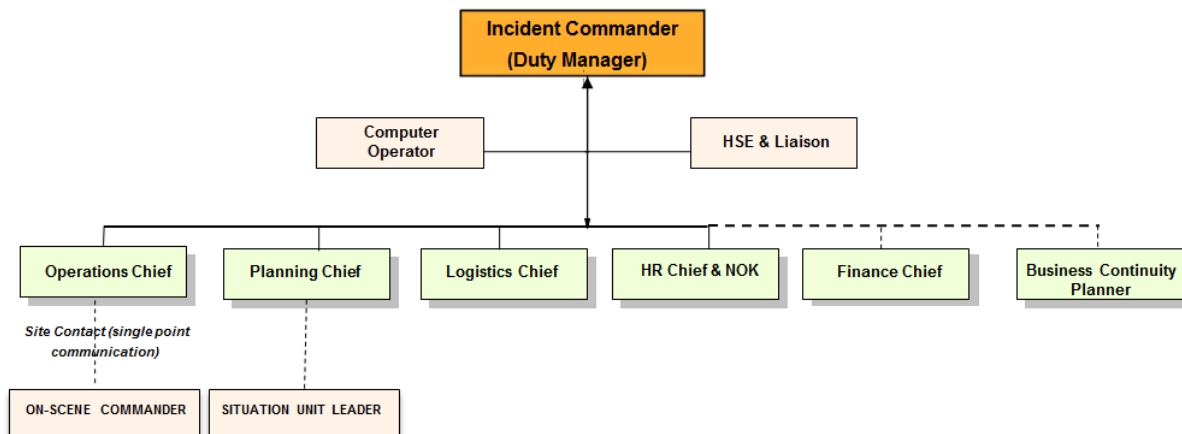 Incident Commander
(Duty Manager)
Computer
Operator
HSE & Liaison
Operations Chief
Planning Chief
Logistics Chief
HR Chief & NOK
Finance Chief
Business Continuity
Planner
Site Contact (single point
communication)
ON-SCENE COMMANDER
SITUATION UNIT LEADER